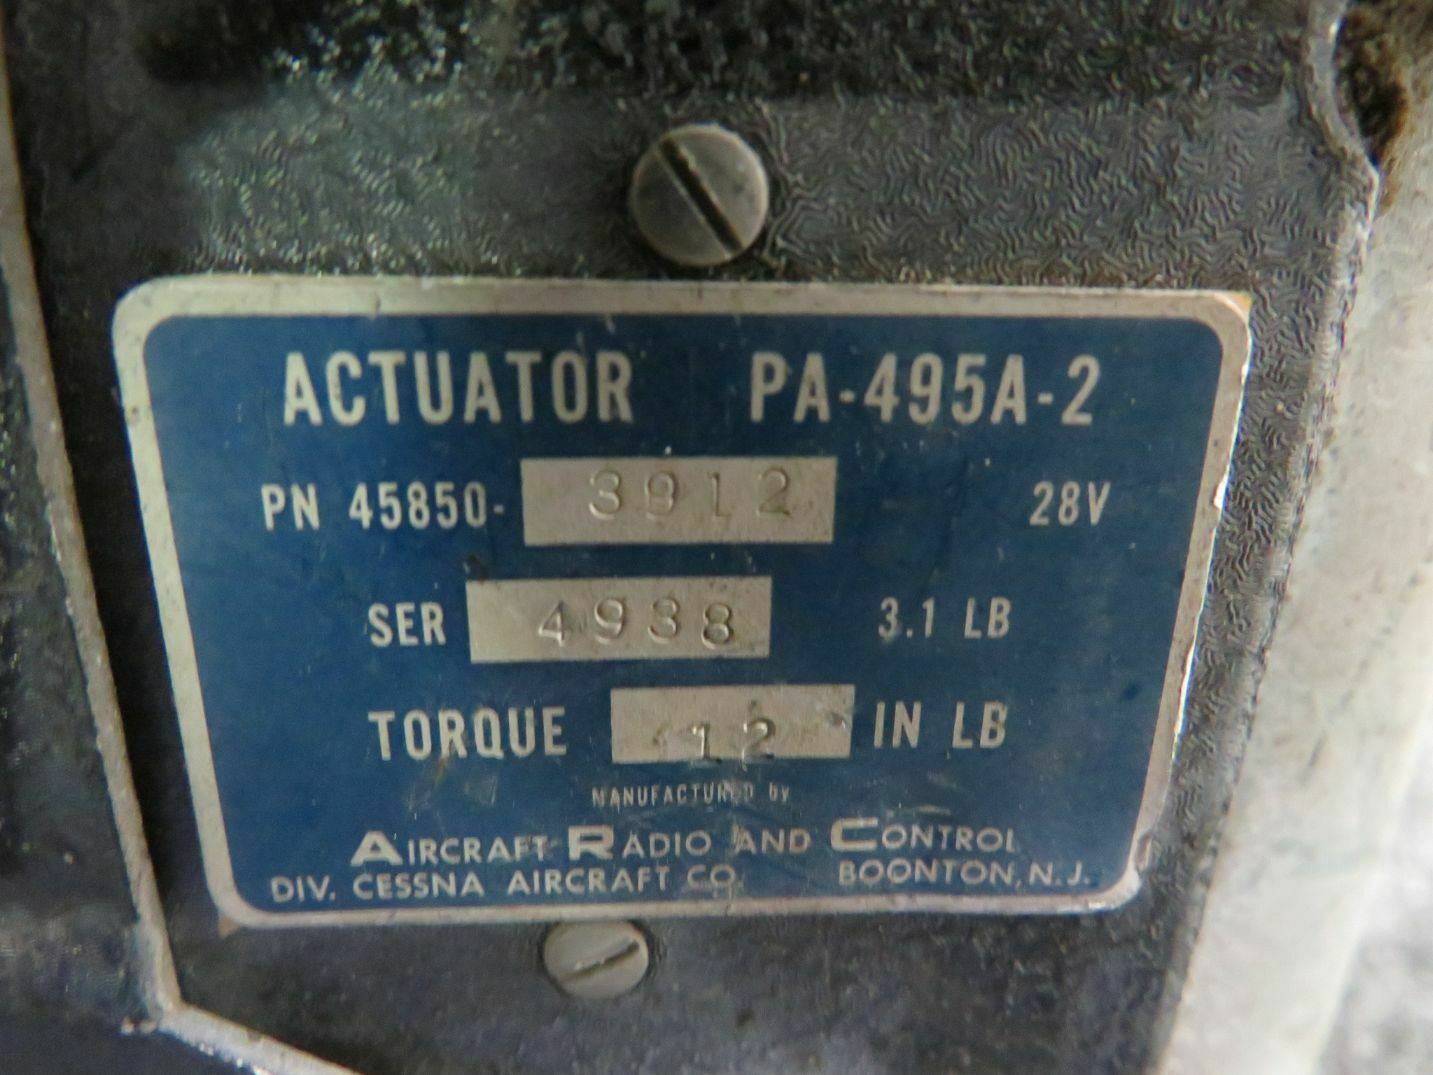 ACTUATOR PA-495A-2
PN 45850- 3912 28V
SER 4938 3.1 LB
TORQUE 12 IN LB
MANUFACTURED by
AIRCRAFT RADIO AND CONTROL
DIV. CESSNA AIRCRAFT CO. BOONTON, N.J.